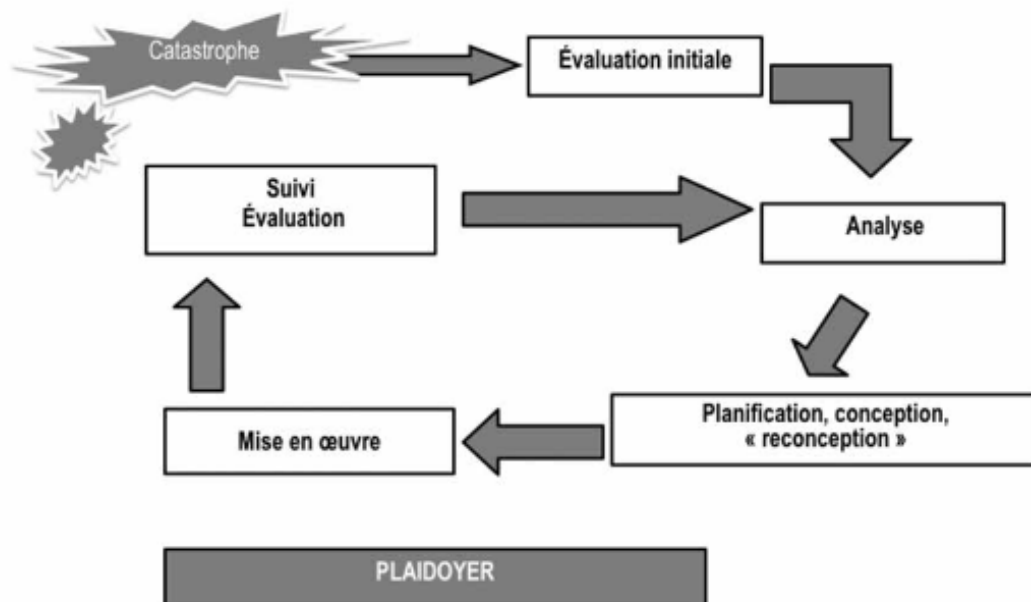 Catastrophe
Évaluation initiale
Suivi
Évaluation
Analyse
Planification, conception,
« reconception »
Mise en œuvre
PLAIDOYER